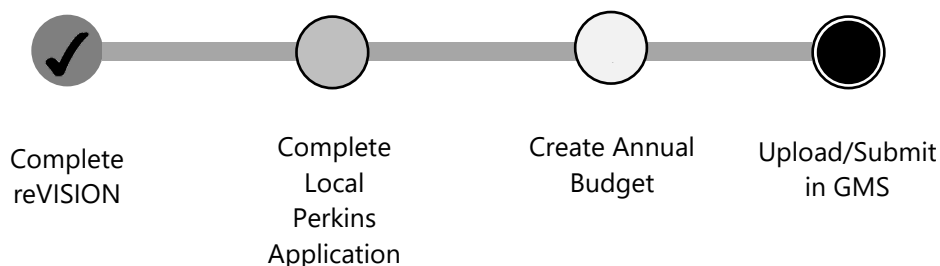 Complete
reVISION
Complete
Local
Perkins
Application
Create Annual
Budget
Upload/Submit
in GMS